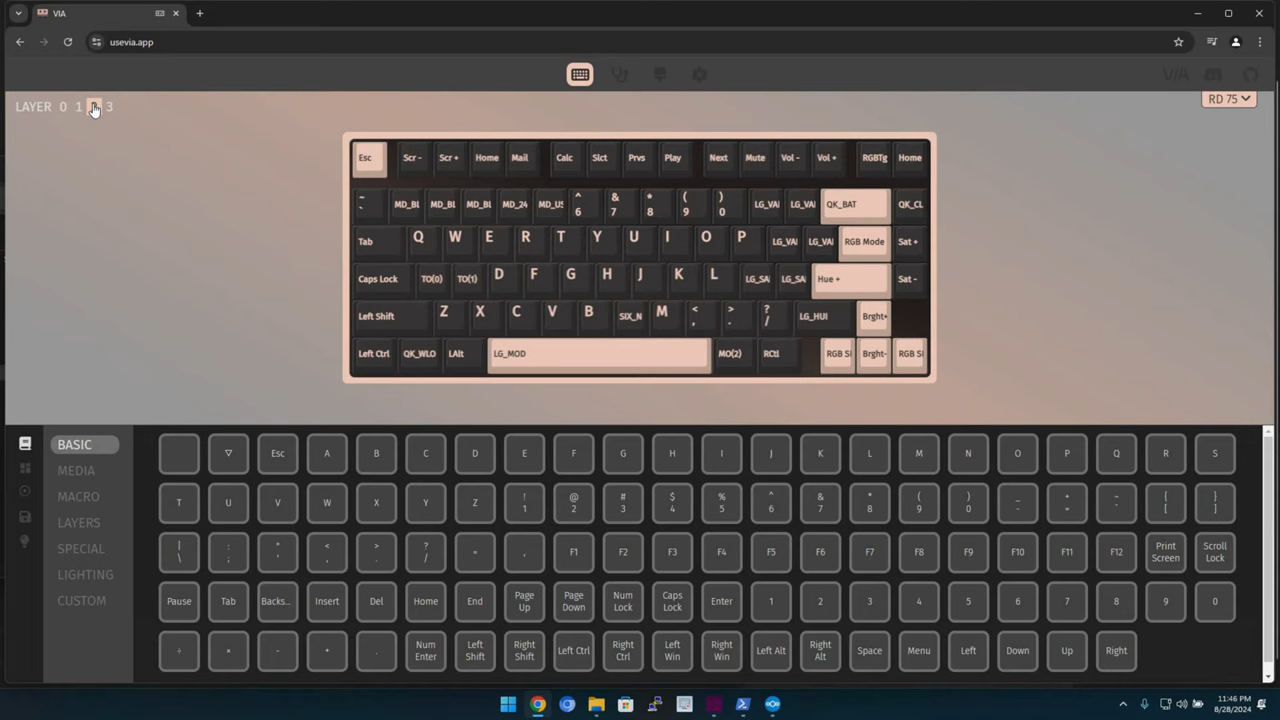 VIA
usevia.app
VIA
LAYER 0 1 3
RD 75
Esc Scr - Scr + Home Mail Calc Slct Prvs Play Next Mute Vol - Vol + RGBTg Home
~ ^ & * ( )
` MD_BL MD_BL MD_BL MD_24 MD_US 6 7 8 9 0 LG_VAI LG_VAI QK_BAT QK_CL
Tab Q W E R T Y U I O P LG_VAI LG_VAI RGB Mode Sat +
Caps Lock TO(0) TO(1) D F G H J K L LG_SA LG_SA Hue + Sat -
Left Shift Z X C V B SIX_N M < > ? LG_HUI Brght+
, . /
Left Ctrl QK_WLO LAlt LG_MOD MO(2) RCtl RGB S Brght- RGB S
BASIC
MEDIA
MACRO
LAYERS
SPECIAL
LIGHTING
CUSTOM
▽ Esc A B C D E F G H I J K L M N O P Q R S
! @ # $ % ^ & * ( ) _ + ~ { }
T U V W X Y Z 1 2 3 4 5 6 7 8 9 0 - = ` [ ]
| : " < > ?
\ ; ' , . / = , F1 F2 F3 F4 F5 F6 F7 F8 F9 F10 F11 F12 Print Screen Scroll Lock
Pause Tab Backs... Insert Del Home End Page Up Page Down Num Lock Caps Lock Enter 1 2 3 4 5 6 7 8 9 0
÷ × - + . Num Enter Left Shift Right Shift Left Ctrl Right Ctrl Left Win Right Win Left Alt Right Alt Space Menu Left Down Up Right
11:46 PM
8/28/2024